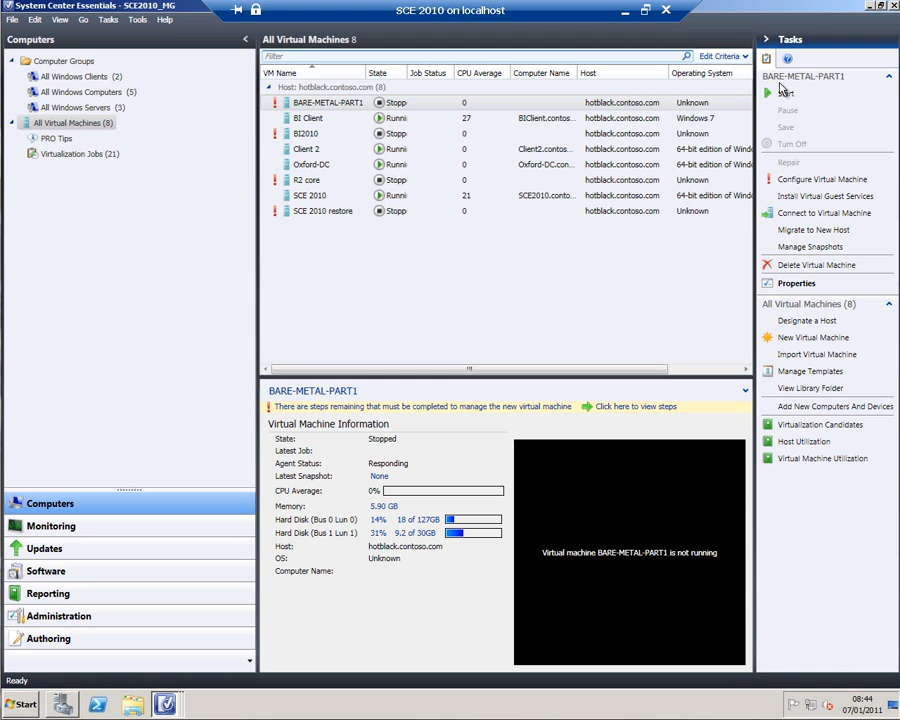 System Center Essentials - SCE2010_MG
SCE 2010 on localhost
File Edit View Go Tasks Tools Help
Computers
Computer Groups
All Windows Clients (2)
All Windows Computers (5)
All Windows Servers (3)
All Virtual Machines (8)
PRO Tips
Virtualization Jobs (21)
Computers
Monitoring
Updates
Software
Reporting
Administration
Authoring
All Virtual Machines 8
Filter Edit Criteria
VM Name State Job Status CPU Average Computer Name Host Operating System
Host: hotblack.contoso.com (8)
BARE-METAL-PART1 Stopp 0 hotblack.contoso.com Unknown
BI Client Runni 27 BIClient.contos... hotblack.contoso.com Windows 7
BI2010 Stopp 0 hotblack.contoso.com Unknown
Client 2 Runni 0 Client2.contos... hotblack.contoso.com 64-bit edition of Windo
Oxford-DC Runni 0 Oxford-DC.con... hotblack.contoso.com 64-bit edition of Windo
R2 core Stopp 0 hotblack.contoso.com Unknown
SCE 2010 Runni 21 SCE2010.conto... hotblack.contoso.com 64-bit edition of Windo
SCE 2010 restore Stopp 0 hotblack.contoso.com Unknown
BARE-METAL-PART1
There are steps remaining that must be completed to manage the new virtual machine Click here to view steps
Virtual Machine Information
State: Stopped
Latest Job:
Agent Status: Responding
Latest Snapshot: None
CPU Average: 0%
Memory: 5.90 GB
Hard Disk (Bus 0 Lun 0) 14% 18 of 127GB
Hard Disk (Bus 1 Lun 1) 31% 9.2 of 30GB
Host: hotblack.contoso.com
OS: Unknown
Computer Name:
Virtual machine BARE-METAL-PART1 is not running
Tasks
BARE-METAL-PART1
Pause
Save
Turn Off
Repair
Configure Virtual Machine
Install Virtual Guest Services
Connect to Virtual Machine
Migrate to New Host
Manage Snapshots
Delete Virtual Machine
Properties
All Virtual Machines (8)
Designate a Host
New Virtual Machine
Import Virtual Machine
Manage Templates
View Library Folder
Add New Computers And Devices
Virtualization Candidates
Host Utilization
Virtual Machine Utilization
Ready
Start
08:44
07/01/2011